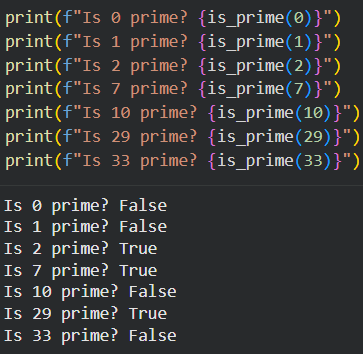 print(f"Is 0 prime? {is_prime(0)}")
print(f"Is 1 prime? {is_prime(1)}")
print(f"Is 2 prime? {is_prime(2)}")
print(f"Is 7 prime? {is_prime(7)}")
print(f"Is 10 prime? {is_prime(10)}")
print(f"Is 29 prime? {is_prime(29)}")
print(f"Is 33 prime? {is_prime(33)}")
Is 0 prime? False
Is 1 prime? False
Is 2 prime? True
Is 7 prime? True
Is 10 prime? False
Is 29 prime? True
Is 33 prime? False